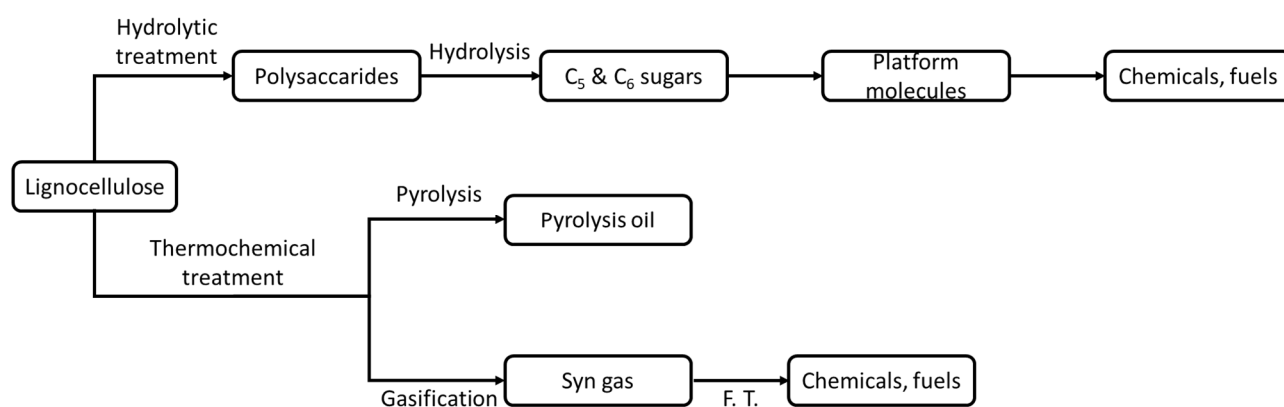 Hydrolytic
treatment
Polysaccarides
Hydrolysis
C₅ & C₆ sugars
Platform
molecules
Chemicals, fuels
Lignocellulose
Pyrolysis
Pyrolysis oil
Thermochemical
treatment
Gasification
Syn gas
F. T.
Chemicals, fuels